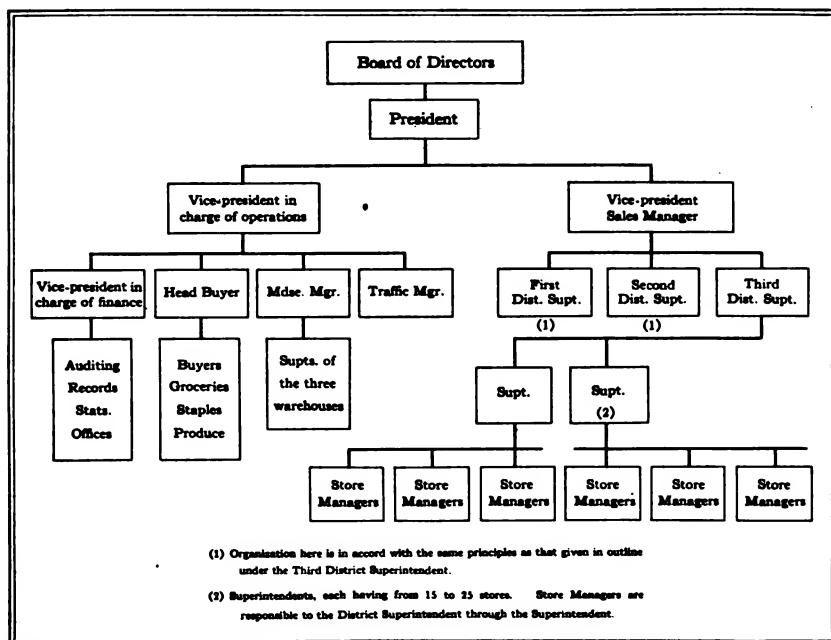 Board of Directors
President
Vice-president in
charge of operations
Vice-president
Sales Manager
Vice-president in
charge of finance
Head Buyer
Mdse. Mgr.
Traffic Mgr.
First
Dist. Supt.
(1)
Second
Dist. Supt.
(1)
Third
Dist. Supt.
Auditing
Records
Stats.
Offices
Buyers
Groceries
Staples
Produce
Supts. of
the three
warehouses
Supt.
Supt.
(2)
Store
Managers
Store
Managers
Store
Managers
Store
Managers
Store
Managers
Store
Managers
(1) Organization here is in accord with the same principles as that given in outline
under the Third District Superintendent.
(2) Superintendents, each having from 15 to 25 stores. Store Managers are
responsible to the District Superintendent through the Superintendent.